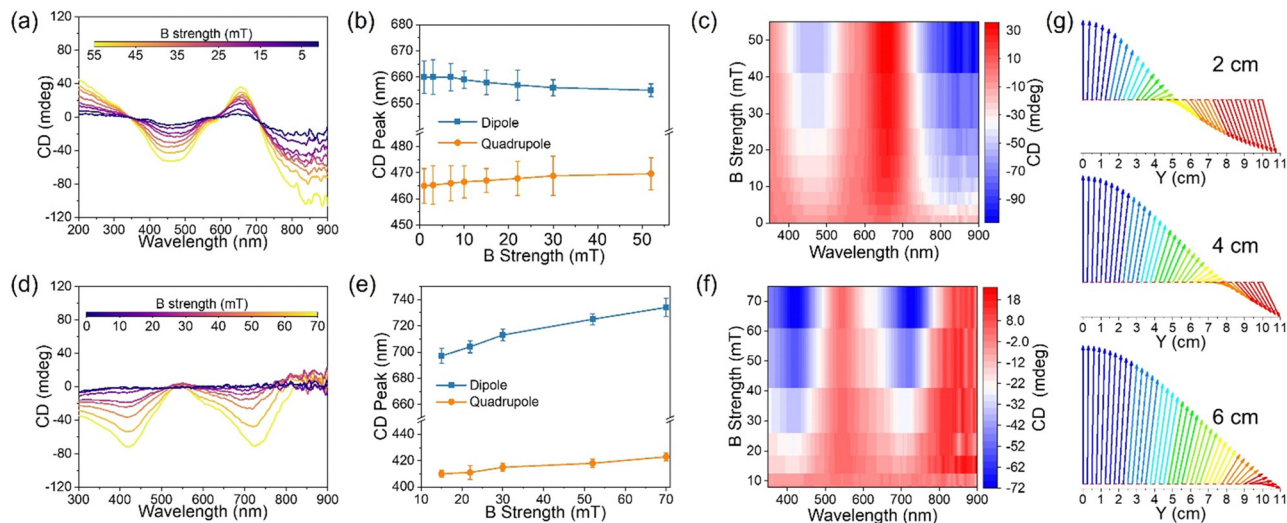 (a)
B strength (mT)
55 45 35 25 15 5
CD (mdeg)
120
80
40
0
-40
-80
-120
200 300 400 500 600 700 800 900
Wavelength (nm)
(b)
CD Peak (nm)
680
670
660
650
480
470
460
450
Dipole
Quadrupole
0 10 20 30 40 50
B Strength (mT)
(c)
B Strength (mT)
50
40
30
20
10
0
400 500 600 700 800 900
Wavelength (nm)
30
10
-10
-30
-50
-70
-90
CD (mdeg)
(d)
B strength (mT)
0 10 20 30 40 50 60 70
CD (mdeg)
120
80
40
0
-40
-80
-120
300 400 500 600 700 800 900
Wavelength (nm)
(e)
CD Peak (nm)
740
720
700
430
420
410
400
Dipole
Quadrupole
10 20 30 40 50 60 70
B Strength (mT)
(f)
B Strength (mT)
70
60
50
40
30
20
10
400 500 600 700 800 900
Wavelength (nm)
18
8.0
-2.0
-12
-22
-32
-42
-52
-62
-72
CD (mdeg)
(g)
2 cm
0 1 2 3 4 5 6 7 8 9 10 11
Y (cm)
4 cm
0 1 2 3 4 5 6 7 8 9 10 11
Y (cm)
6 cm
0 1 2 3 4 5 6 7 8 9 10 11
Y (cm)